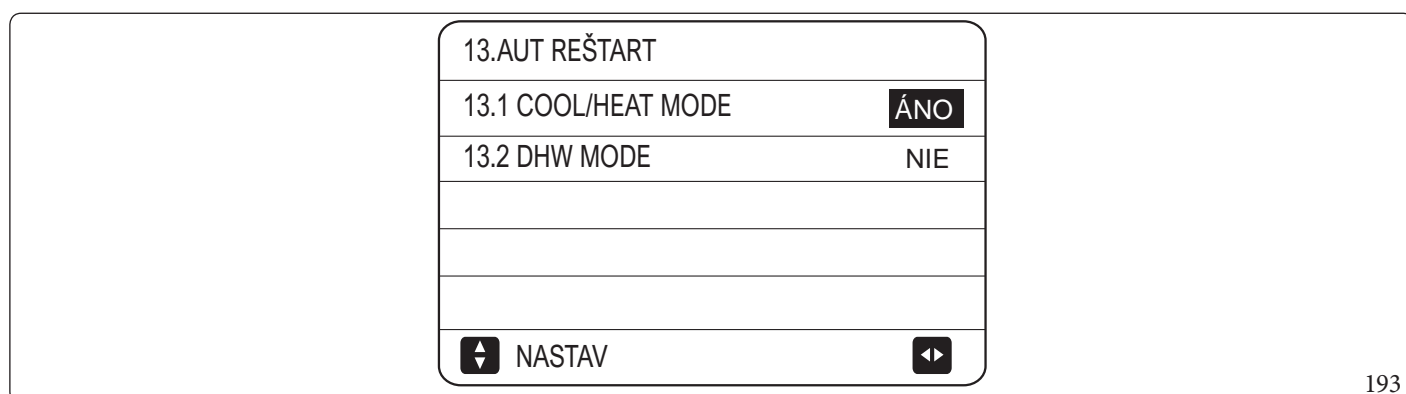 13.AUT REŠTART
13.1 COOL/HEAT MODE ÁNO
13.2 DHW MODE NIE
NASTAV
193